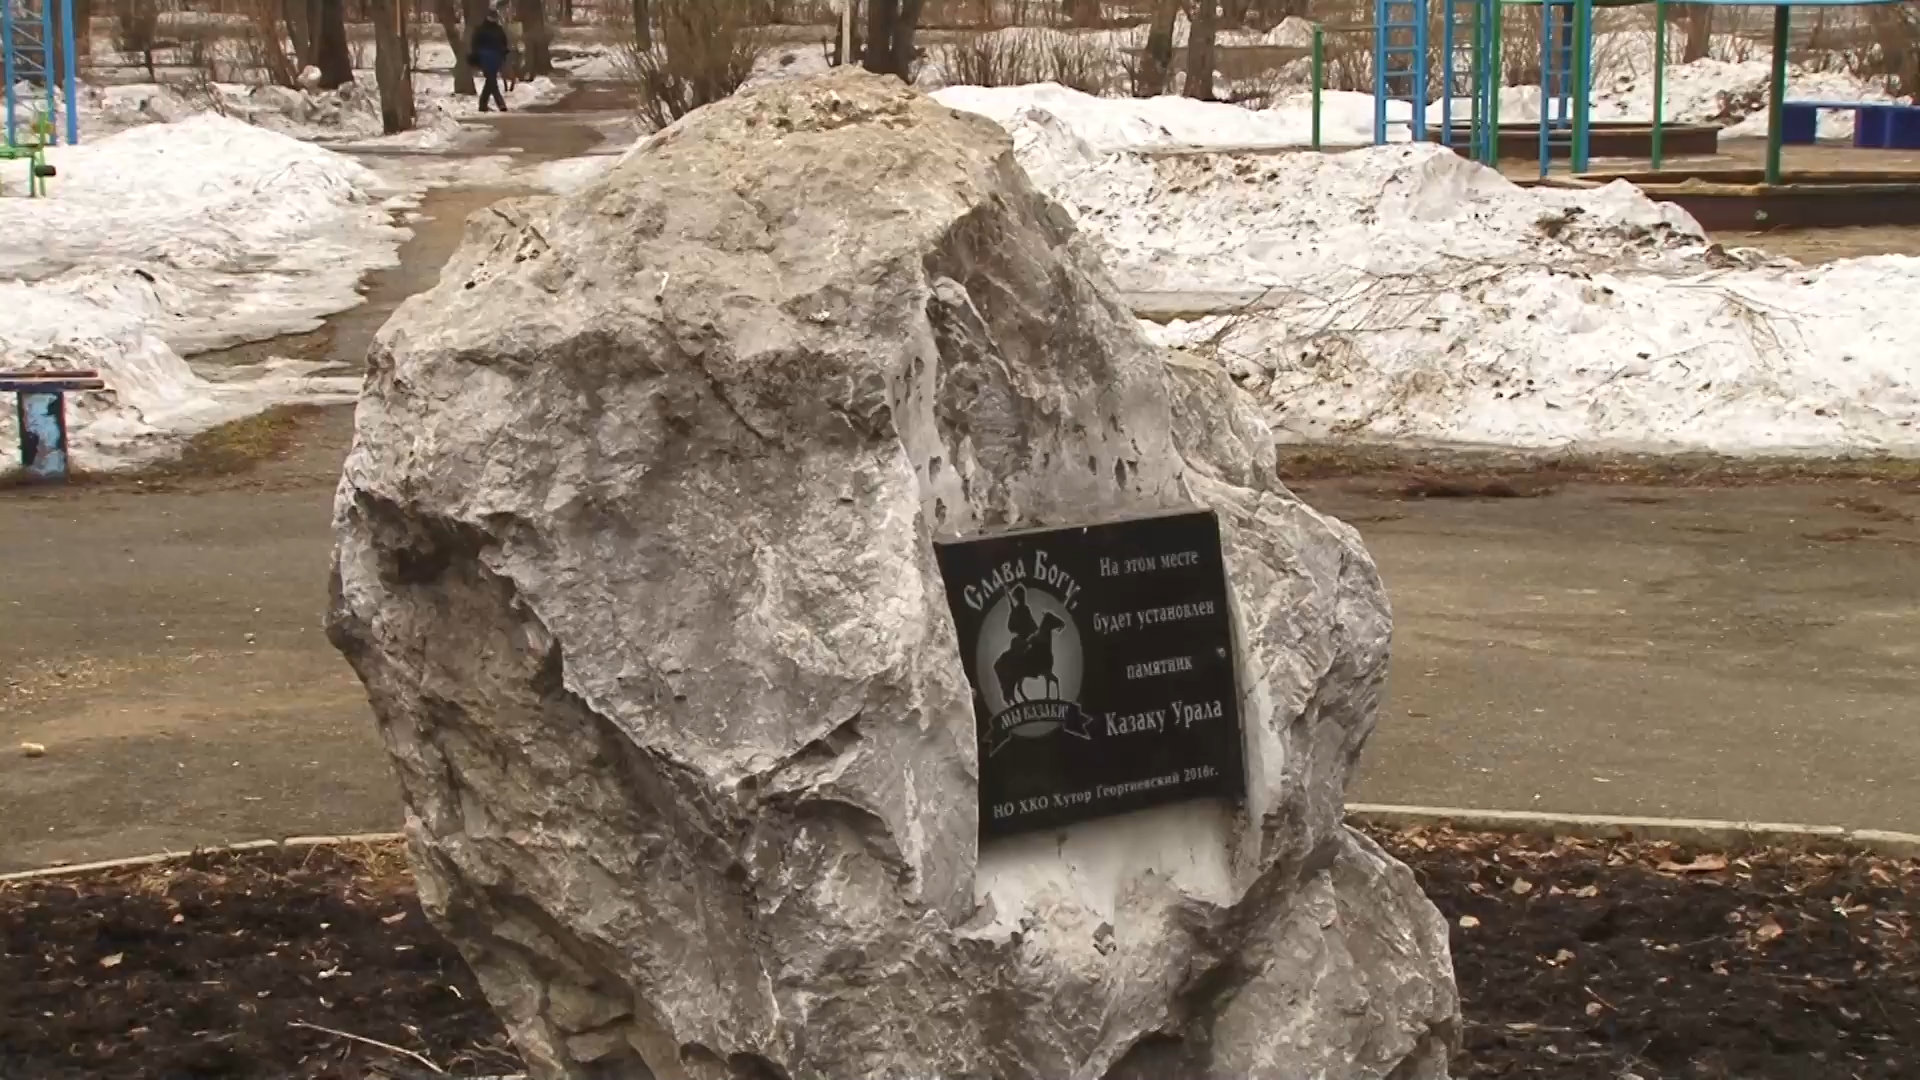 Слава Богу,
МЫ КАЗАКИ!
На этом месте
будет установлен
памятник
Казаку Урала
НО ХКО Хутор Георгиевский 2016г.